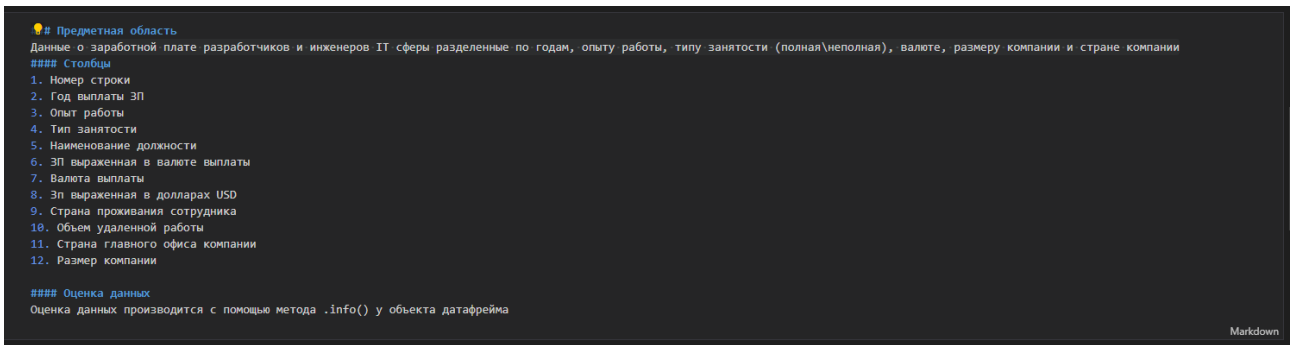 # Предметная область
Данные о заработной плате разработчиков и инженеров IT сферы разделенные по годам, опыту работы, типу занятости (полная\неполная), валюте, размеру компании и стране компании
#### Столбцы
1. Номер строки
2. Год выплаты ЗП
3. Опыт работы
4. Тип занятости
5. Наименование должности
6. ЗП выраженная в валюте выплаты
7. Валюта выплаты
8. Зп выраженная в долларах USD
9. Страна проживания сотрудника
10. Объем удаленной работы
11. Страна главного офиса компании
12. Размер компании
#### Оценка данных
Оценка данных производится с помощью метода .info() у объекта датафрейма
Markdown